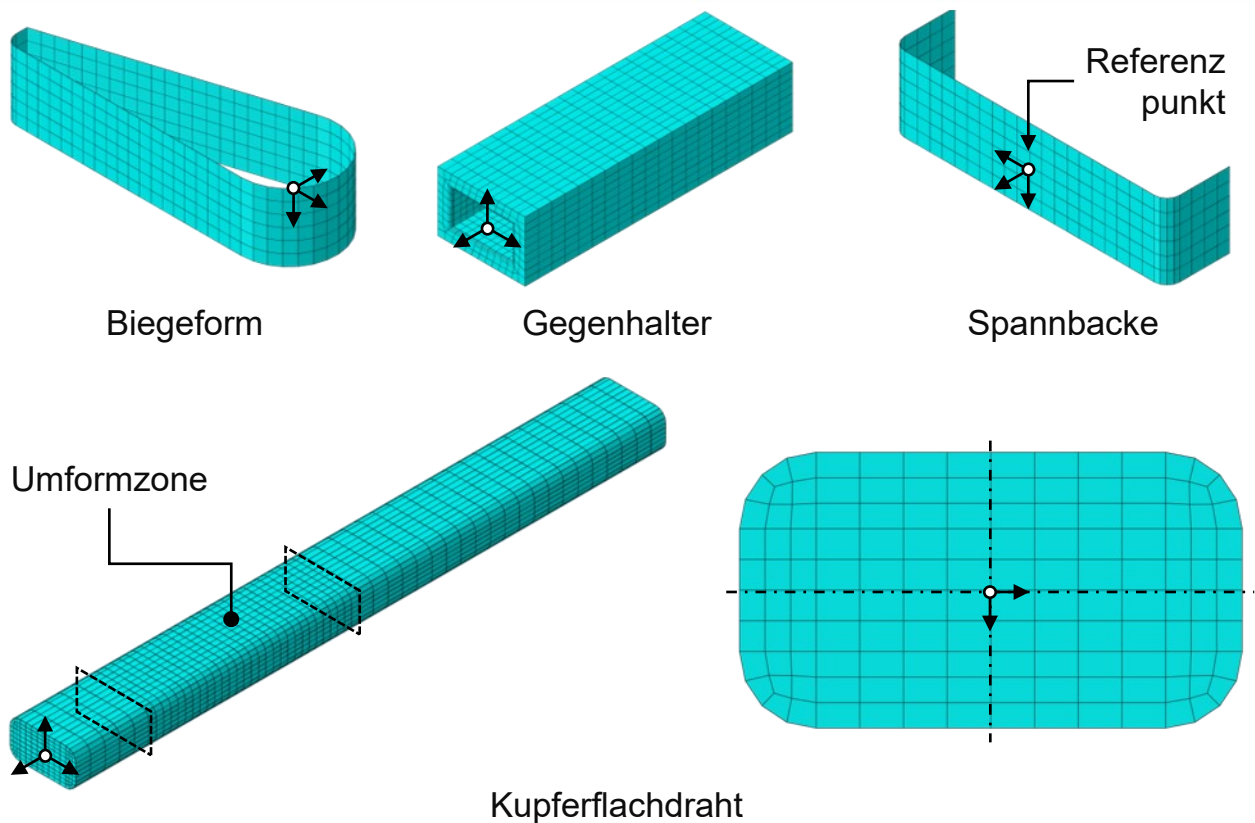 Referenz
punkt
Biegeform
Gegenhalter
Spannbacke
Umformzone
Kupferflachdraht